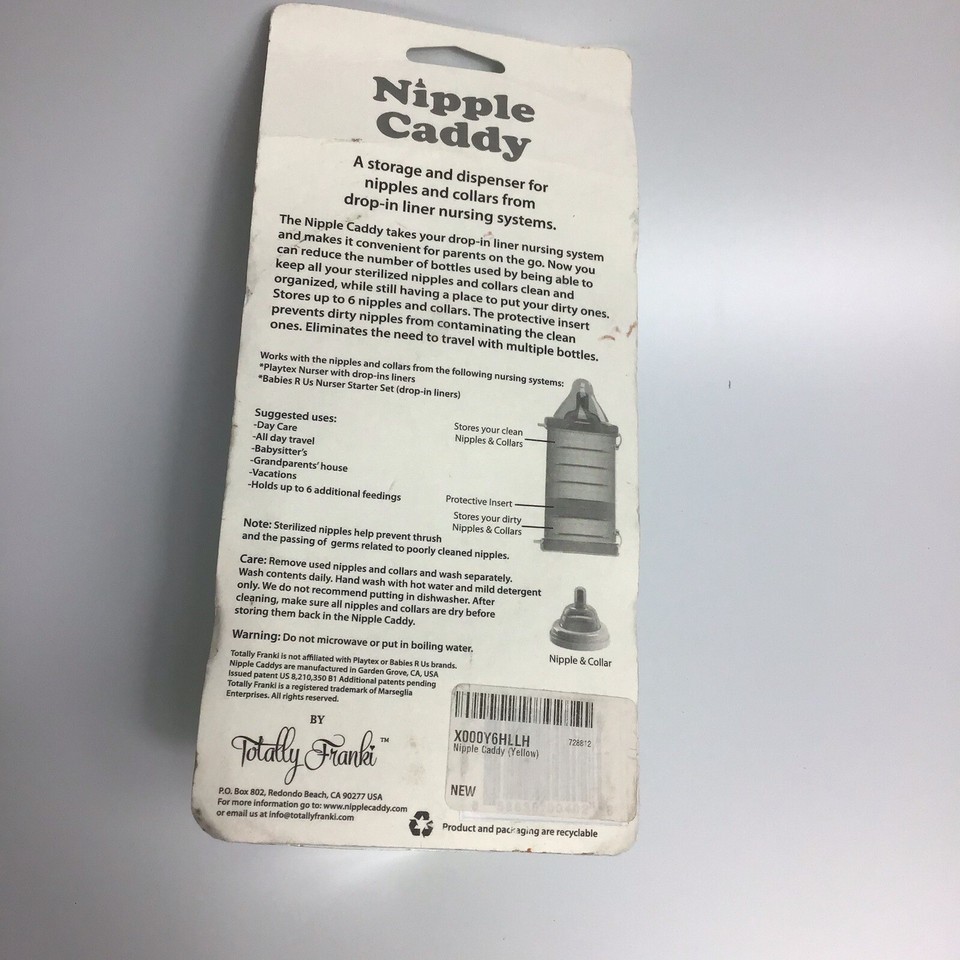 Nipple
Caddy
A storage and dispenser for
nipples and collars from
drop-in liner nursing systems.
The Nipple Caddy takes your drop-in liner nursing system
and makes it convenient for parents on the go. Now you
can reduce the number of bottles used by being able to
keep all your sterilized nipples and collars clean and
organized, while still having a place to put your dirty ones.
Stores up to 6 nipples and collars. The protective insert
prevents dirty nipples from contaminating the clean
ones. Eliminates the need to travel with multiple bottles.
Works with the nipples and collars from the following nursing systems:
*Playtex Nurser with drop-ins liners
*Babies R Us Nurser Starter Set (drop-in liners)
Suggested uses:
-Day Care
-All day travel
-Babysitter's
-Grandparents' house
-Vacations
-Holds up to 6 additional feedings
Stores your clean
Nipples & Collars
Protective Insert
Stores your dirty
Nipples & Collars
Note: Sterilized nipples help prevent thrush
and the passing of germs related to poorly cleaned nipples.
Care: Remove used nipples and collars and wash separately.
Wash contents daily. Hand wash with hot water and mild detergent
only. We do not recommend putting in dishwasher. After
cleaning, make sure all nipples and collars are dry before
storing them back in the Nipple Caddy.
Warning: Do not microwave or put in boiling water.
Nipple & Collar
Totally Franki is not affiliated with Playtex or Babies R Us brands.
Nipple Caddys are manufactured in Garden Grove, CA, USA
Issued patent US 8,210,350 B1 Additional patents pending
Totally Franki is a registered trademark of Marseglia
Enterprises. All rights reserved.
BY
Totally Franki™
X000Y6HLLH
728812
Nipple Caddy (Yellow)
NEW
P.O. Box 802, Redondo Beach, CA 90277 USA
For more information go to: www.nipplecaddy.com
or email us at info@totallyfranki.com
Product and packaging are recyclable